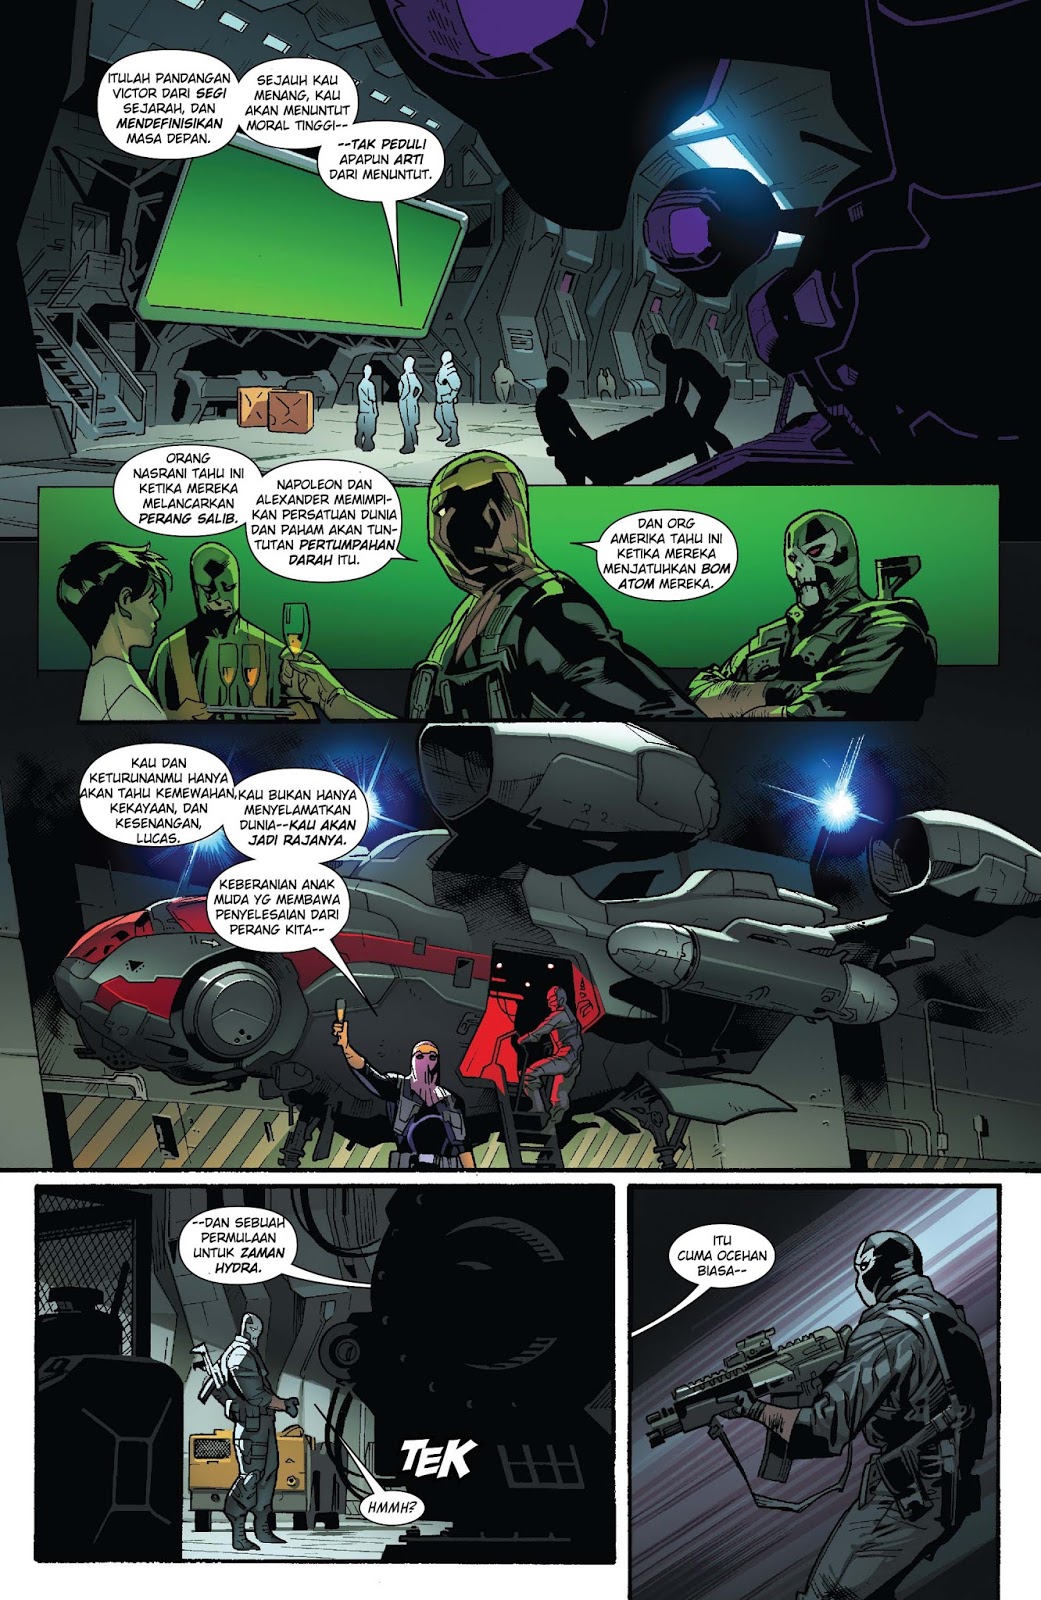 ITULAH PANDANGAN
VICTOR DARI SEGI
SEJARAH, DAN
MENDEFINISIKAN
MASA DEPAN.
SEJAUH KAU
MENANG, KAU
AKAN MENUNTUT
MORAL TINGGI--
--TAK PEDULI
APAPUN ARTI
DARI MENUNTUT.
ORANG
NASRANI TAHU INI
KETIKA MEREKA
MELANCARKAN
PERANG SALIB.
NAPOLEON DAN
ALEXANDER MEMIMPI-
KAN PERSATUAN DUNIA
DAN PAHAM AKAN TUN-
TUTAN PERTUMPAHAN
DARAH ITU.
DAN ORG
AMERIKA TAHU INI
KETIKA MEREKA
MENJATUHKAN BOM
ATOM MEREKA.
KAU DAN
KETURUNANMU HANYA
AKAN TAHU KEMEWAHAN,
KEKAYAAN, DAN
KESENANGAN,
LUCAS.
KAU BUKAN HANYA
MENYELAMATKAN
DUNIA--KAU AKAN
JADI RAJANYA.
KEBERANIAN ANAK
MUDA YG MEMBAWA
PENYELESAIAN DARI
PERANG KITA--
--DAN SEBUAH
PERMULAAN
UNTUK ZAMAN
HYDRA.
TEK
HMMH?
ITU
CUMA OCEHAN
BIASA--